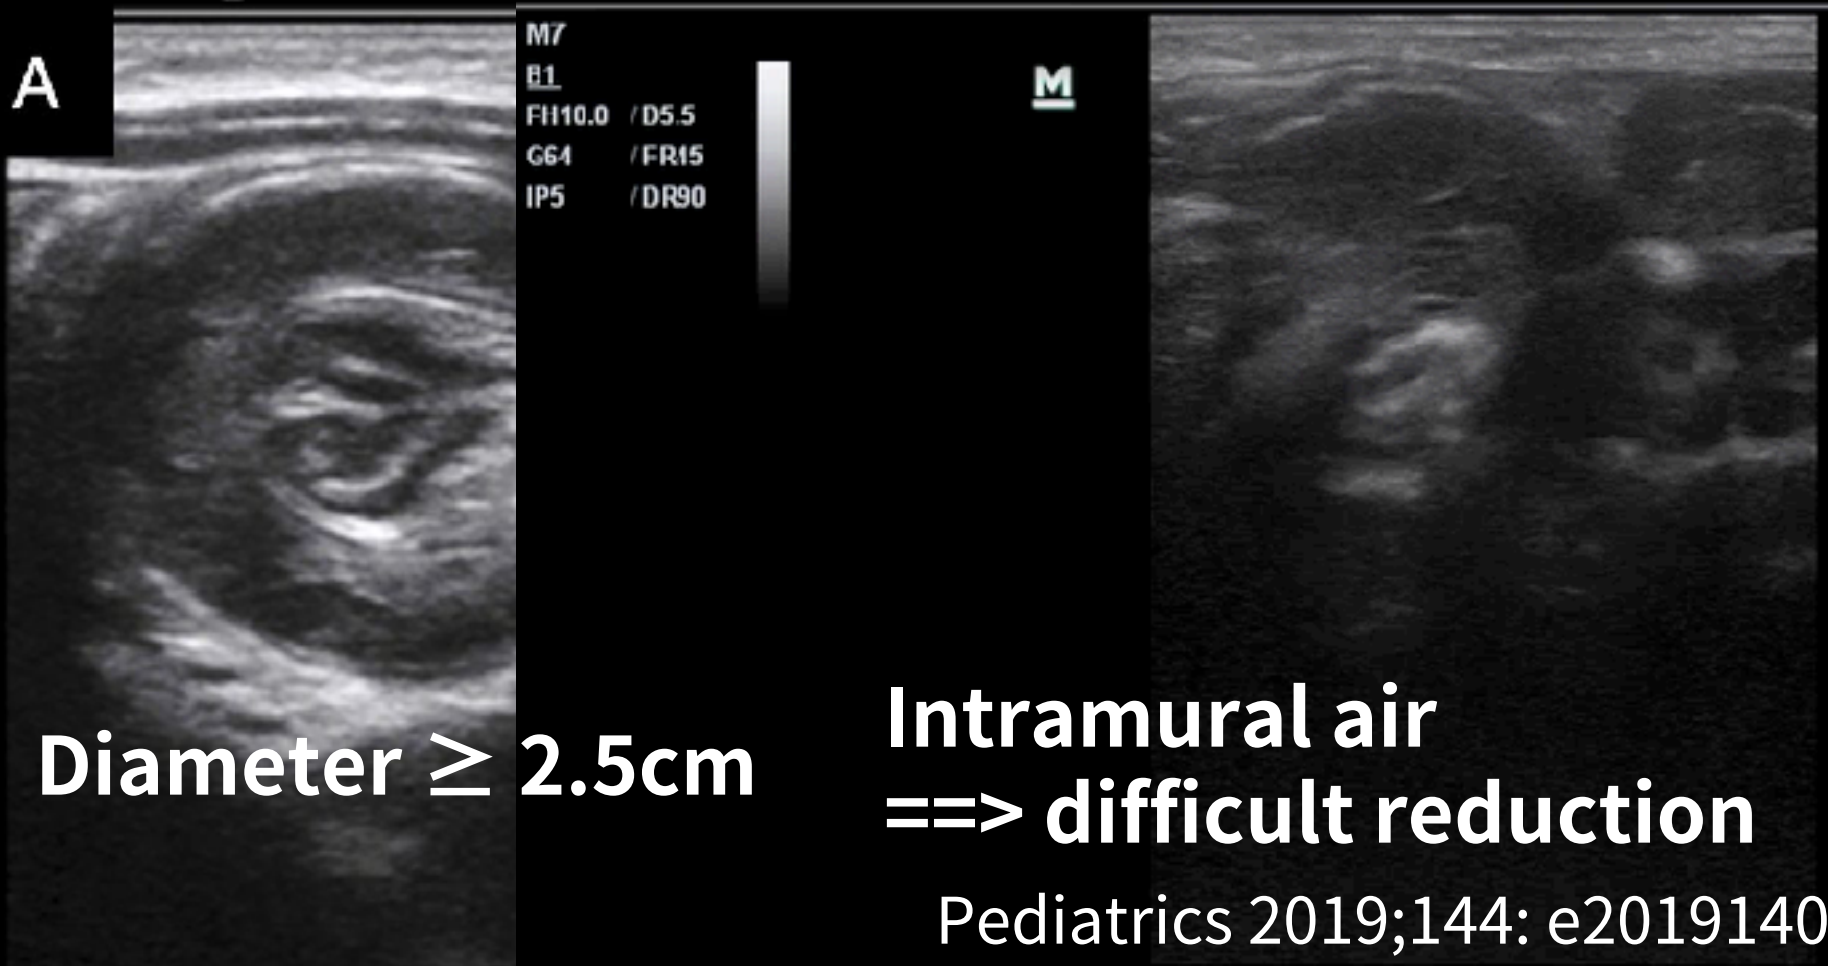 A
M7
B1
FH10.0 / D5.5
G64 / FR15
IP5 / DR90
M
Diameter ≥ 2.5cm
Intramural air
==> difficult reduction
Pediatrics 2019;144: e2019140